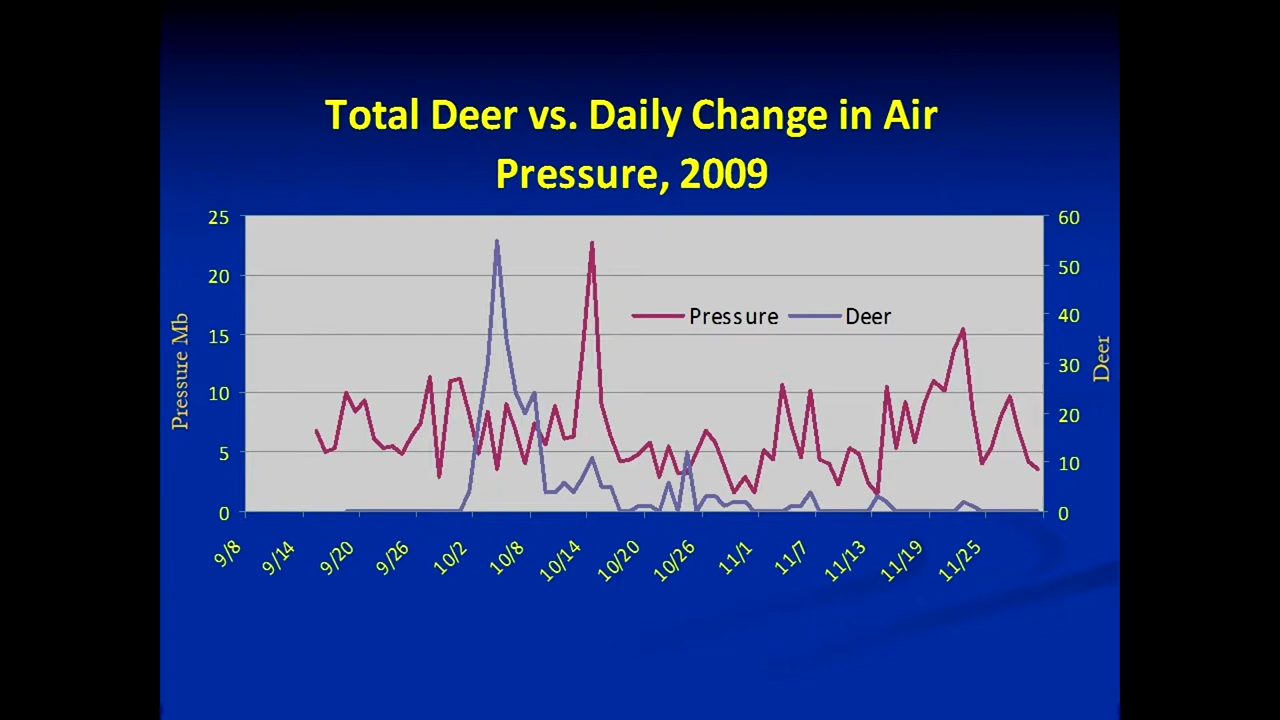 Total Deer vs. Daily Change in Air
Pressure, 2009
25
20
15
10
5
0
Pressure Mb
60
50
40
30
20
10
0
Deer
Pressure Deer
9/8 9/14 9/20 9/26 10/2 10/8 10/14 10/20 10/26 11/1 11/7 11/13 11/19 11/25